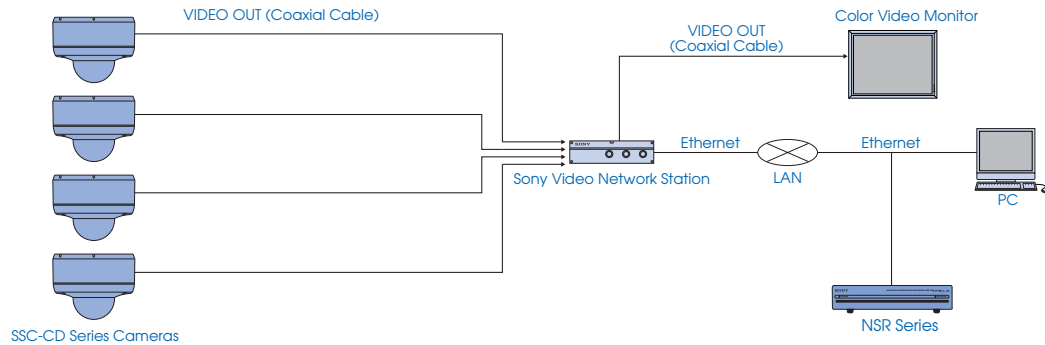 VIDEO OUT (Coaxial Cable)
Color Video Monitor
VIDEO OUT
(Coaxial Cable)
SONY
Ethernet
Ethernet
Sony Video Network Station
LAN
PC
SONY
IPELA
NSR Series
SSC-CD Series Cameras